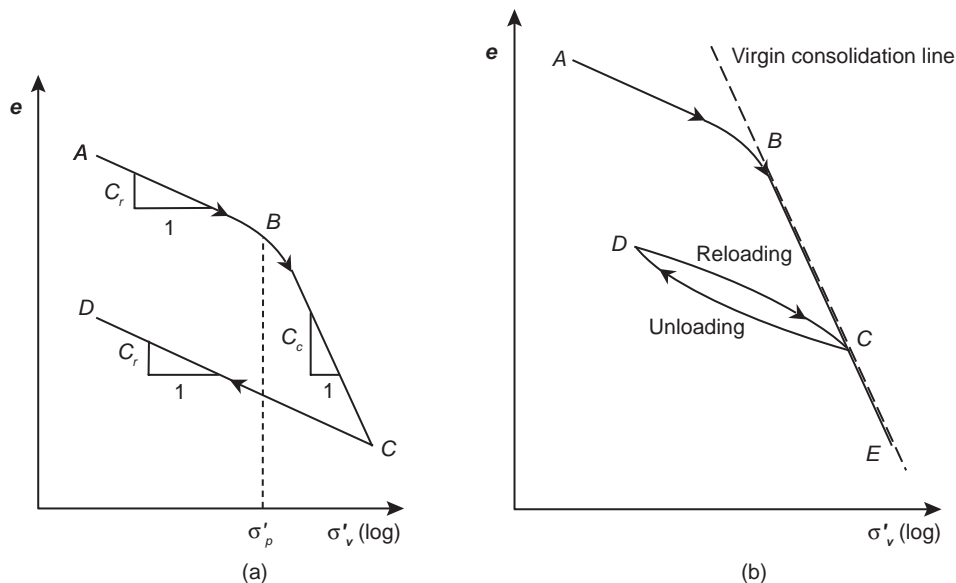 e
A
C_r
1
B
D
C_r
1
C_c
1
C
σ'_p
σ'_v (log)
(a)
e
A
Virgin consolidation line
B
D
Reloading
Unloading
C
E
σ'_v (log)
(b)